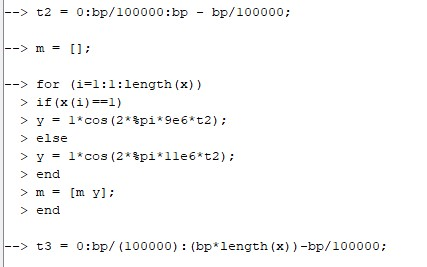 --> t2 = 0:bp/100000:bp - bp/100000;
--> m = [];
--> for (i=1:1:length(x))
> if(x(i)==1)
> y = 1*cos(2*%pi*9e6*t2);
> else
> y = 1*cos(2*%pi*11e6*t2);
> end
> m = [m y];
> end
--> t3 = 0:bp/(100000):(bp*length(x))-bp/100000;